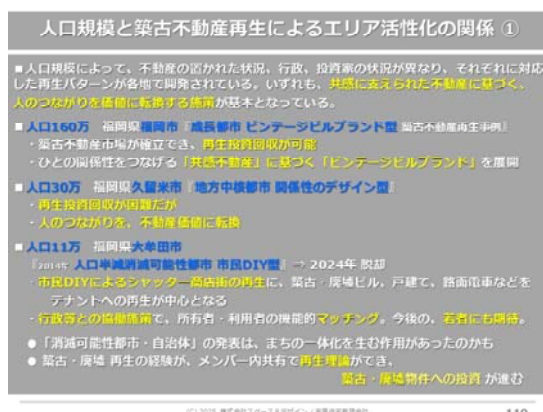 人口規模と築古不動産再生によるエリア活性化の関係 ①
■人口規模によって、不動産の置かれた状況、行政、投資家の状況が異なり、それぞれに対応
した再生パターンが各地で開発されている。いずれも、共感に支えられた不動産に基づく、
人のつながりを価値に転換する施策が基本となっている。
■人口160万 福岡県福岡市『成長都市 ビンテージビルブランド型 築古不動産再生事例』
・築古不動産市場が確立でき、再生投資回収が可能
・ひとの関係性をつなげる「共感不動産」に基づく「ビンテージビルブランド」を展開
■人口30万 福岡県久留米市『地方中核都市 関係性のデザイン型』
・再生投資回収が困難だが
・人のつながりを、不動産価値に転換
■人口11万 福岡県大牟田市
『2014年 人口半減消滅可能性都市 市民DIY型』⇒ 2024年 脱却
・市民DIYによるシャッター商店街の再生に、築古・廃墟ビル、戸建て、路面電車などを
テナントへの再生が中心となる
・行政等との協働施策で、所有者・利用者の機能的マッチング。今後の、若者にも期待。
●「消滅可能性都市・自治体」の発表は、まちの一体化を生む作用があったのかも
● 築古・廃墟 再生の経験が、メンバー内共有で再生理論ができ、
築古・廃墟物件への投資 が進む
(C) 2025 株式会社スペースRデザイン /
110